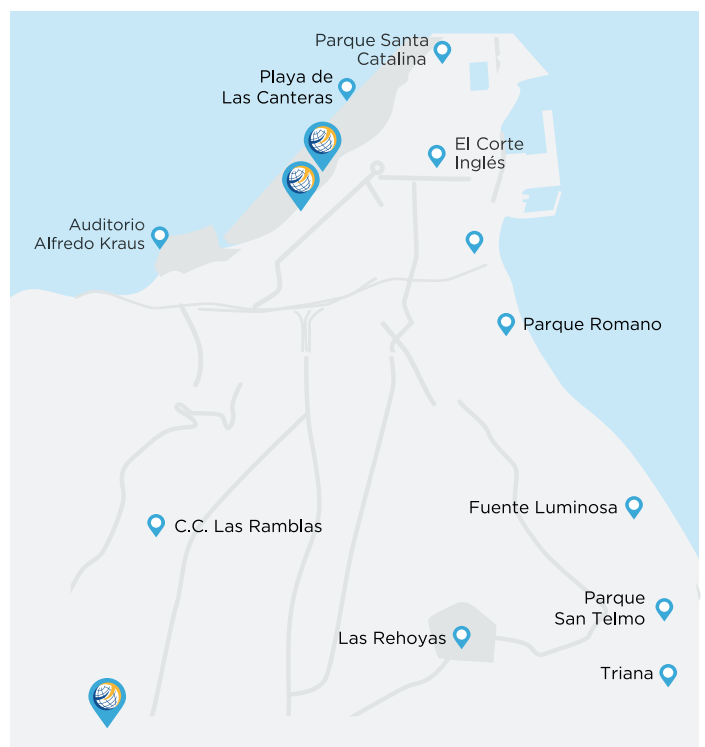 Parque Santa
Catalina
Playa de
Las Canteras
El Corte
Inglés
Auditorio
Alfredo Kraus
Parque Romano
Fuente Luminosa
C.C. Las Ramblas
Parque
San Telmo
Las Rehoyas
Triana